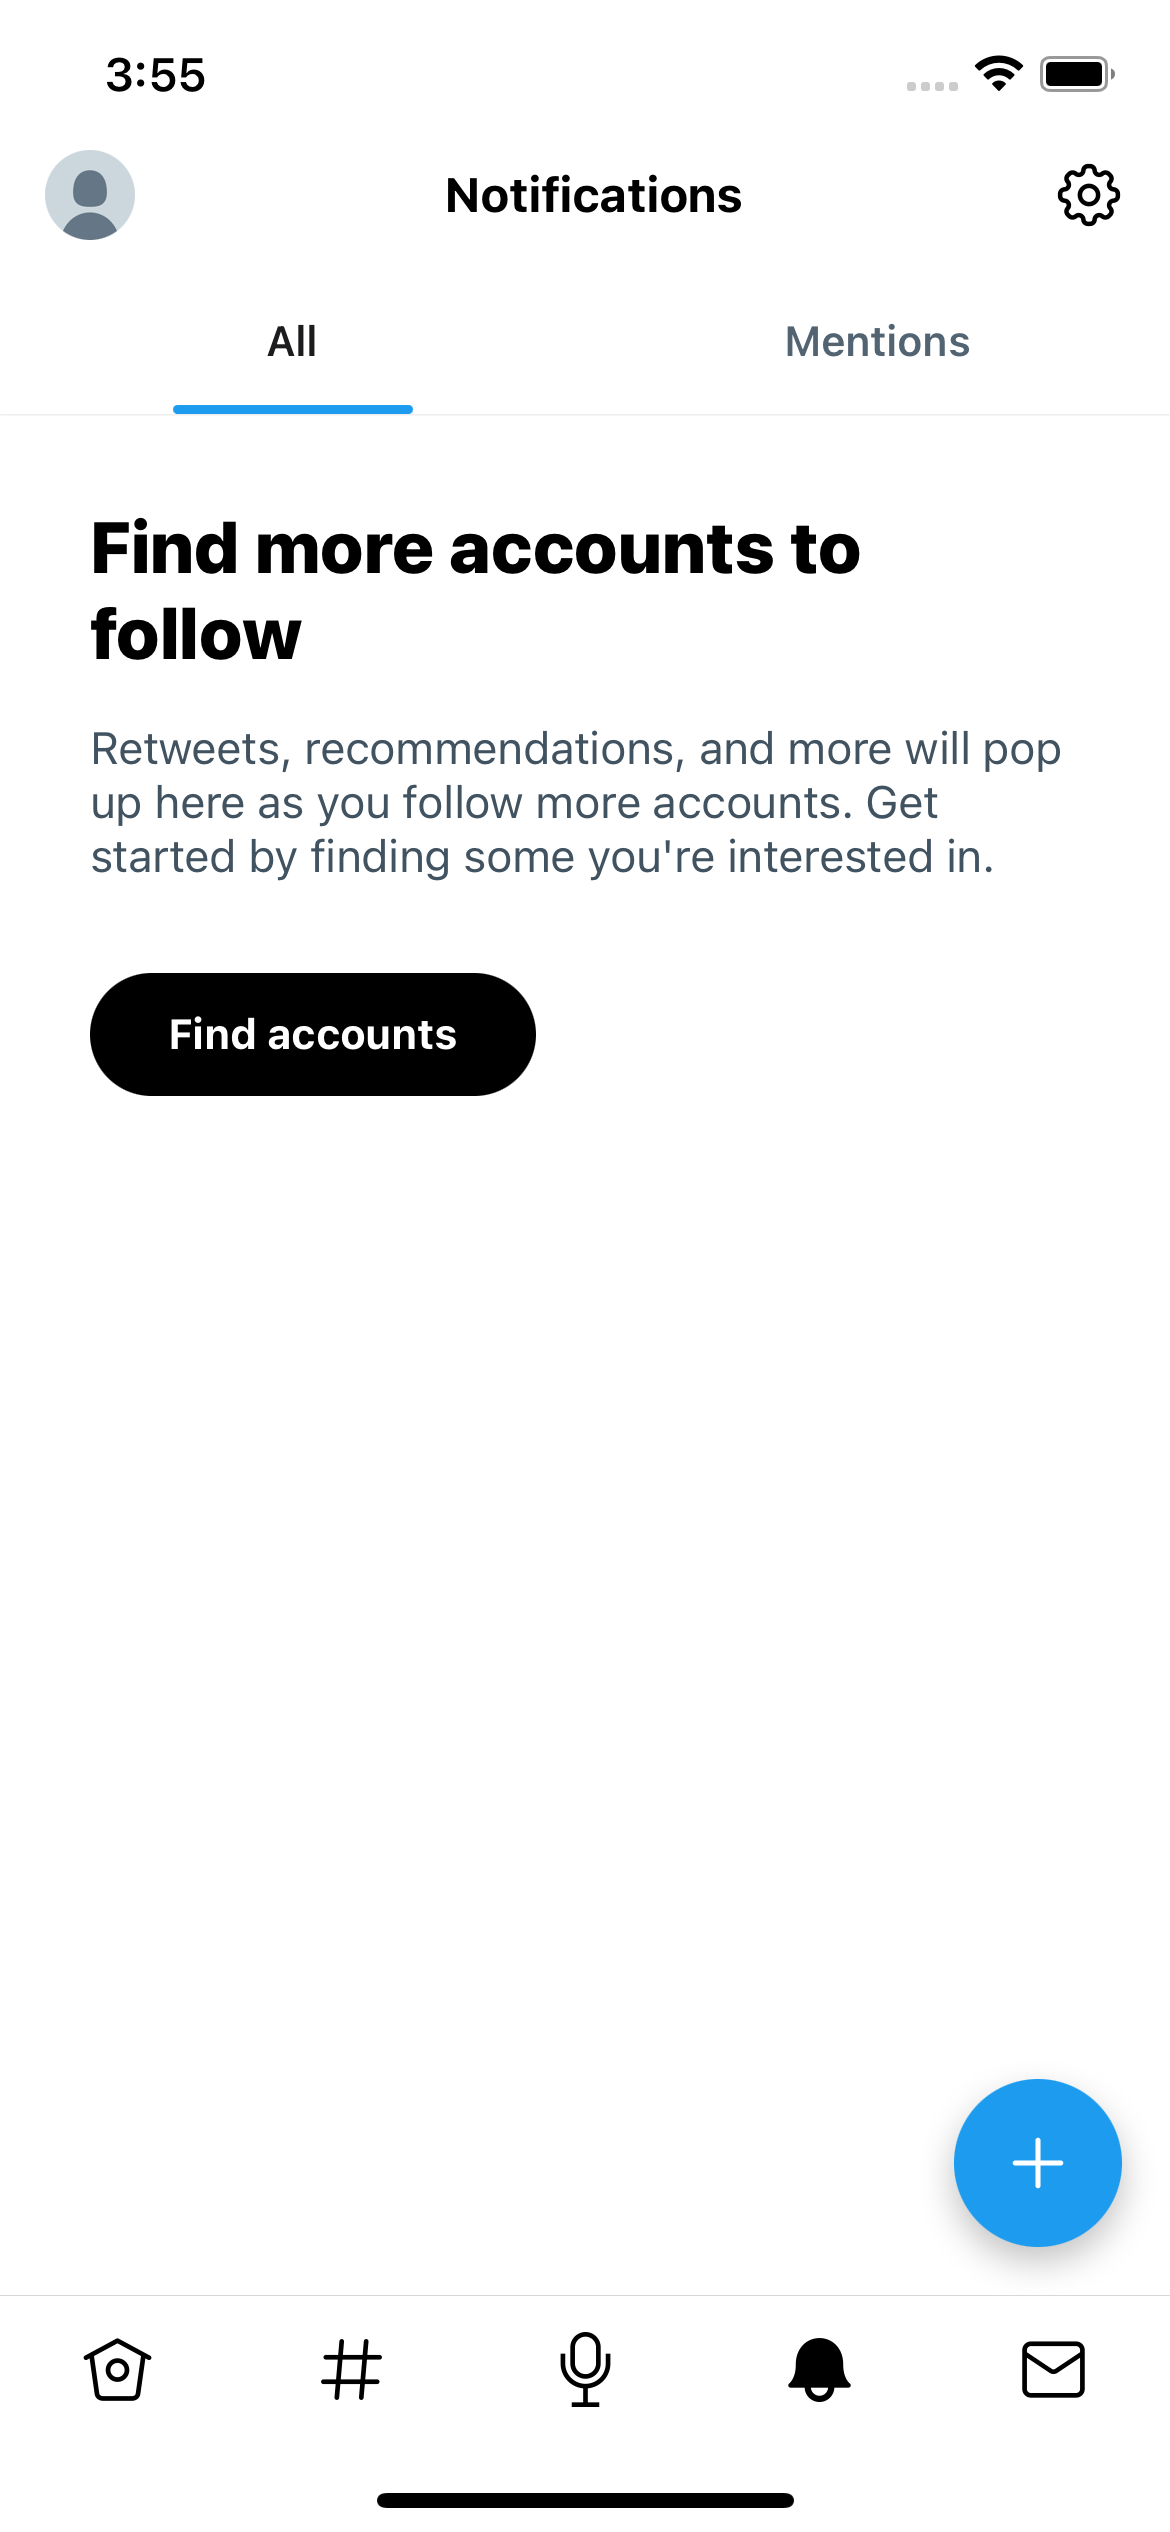 3:55
Notifications
All
Mentions
Find more accounts to
follow
Retweets, recommendations, and more will pop
up here as you follow more accounts. Get
started by finding some you're interested in.
Find accounts